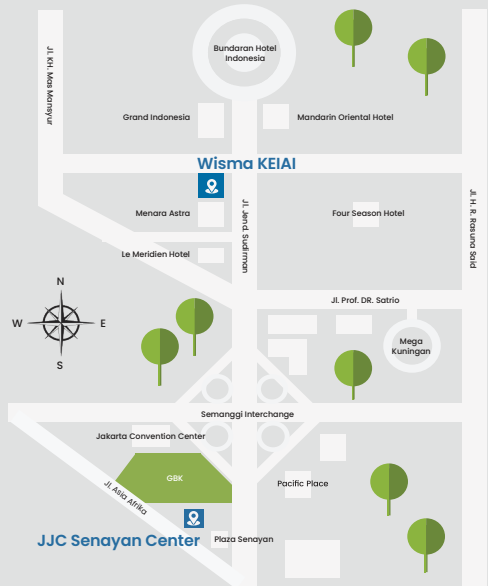 Bundaran Hotel
Indonesia
Jl. KH. Mas Mansyur
Grand Indonesia
Mandarin Oriental Hotel
Wisma KEIAI
Menara Astra
Jl. Jend. Sudirman
Four Season Hotel
Jl. H. R. Rasuna Said
Le Meridien Hotel
N
W
E
S
Jl. Prof. DR. Satrio
Mega
Kuningan
Semanggi Interchange
Jakarta Convention Center
GBK
Jl. Asia Afrika
Pacific Place
JJC Senayan Center
Plaza Senayan